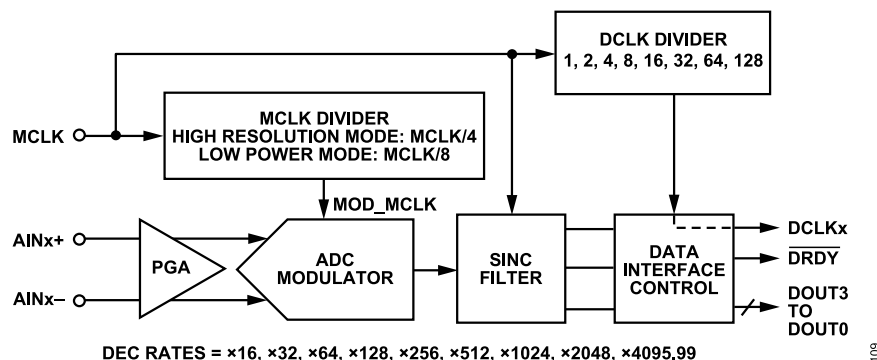 DCLK DIVIDER
1, 2, 4, 8, 16, 32, 64, 128
MCLK
MCLK DIVIDER
HIGH RESOLUTION MODE: MCLK/4
LOW POWER MODE: MCLK/8
MOD_MCLK
AINx+
AINx–
PGA
ADC
MODULATOR
SINC
FILTER
DATA
INTERFACE
CONTROL
DCLKx
DRDY
DOUT3
TO
DOUT0
DEC RATES = ×16, ×32, ×64, ×128, ×256, ×512, ×1024, ×2048, ×4095.99
109